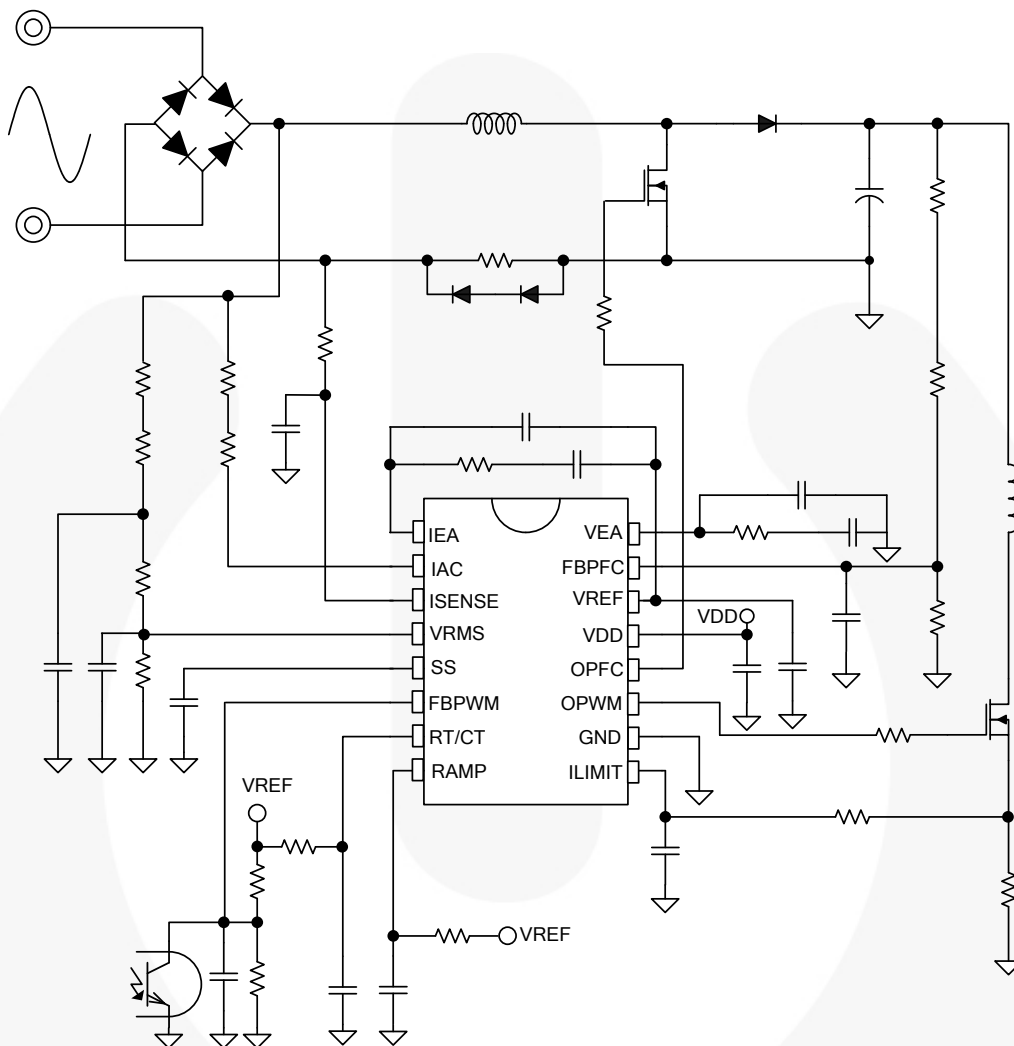 IEA
IAC
ISENSE
VRMS
SS
FBPWM
RT/CT
RAMP
VEA
FBPFC
VREF
VDD
OPFC
OPWM
GND
ILIMIT
VDD
VREF
VREF